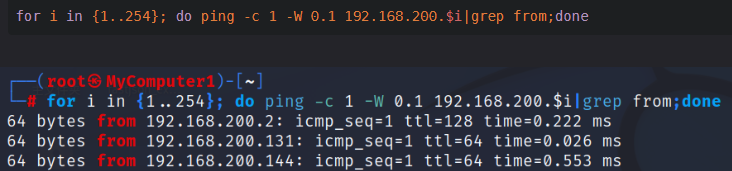 for i in {1..254}; do ping -c 1 -W 0.1 192.168.200.$i|grep from;done
┌──(root㉿MyComputer1)-[~]
└─# for i in {1..254}; do ping -c 1 -W 0.1 192.168.200.$i|grep from;done
64 bytes from 192.168.200.2: icmp_seq=1 ttl=128 time=0.222 ms
64 bytes from 192.168.200.131: icmp_seq=1 ttl=64 time=0.026 ms
64 bytes from 192.168.200.144: icmp_seq=1 ttl=64 time=0.553 ms